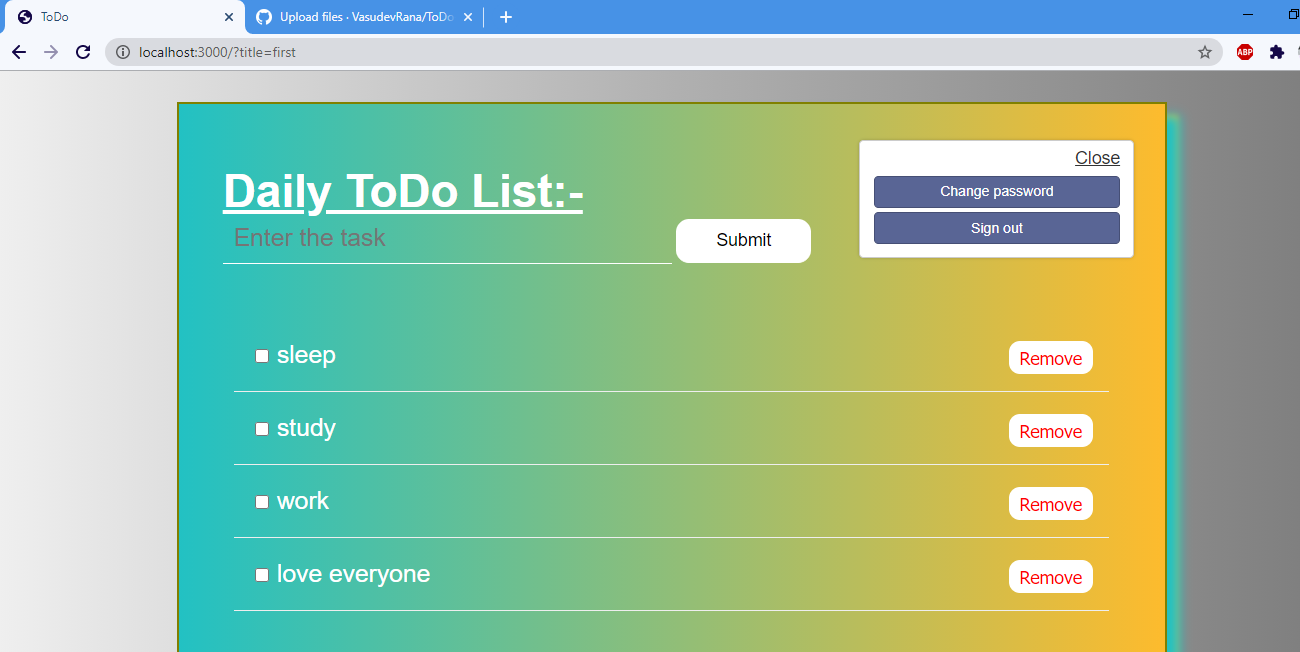 ToDo
Upload files · VasudevRana/ToDo
localhost:3000/?title=first
ABP
Close
Change password
Sign out
Daily ToDo List:-
Enter the task
Submit
sleep
Remove
study
Remove
work
Remove
love everyone
Remove